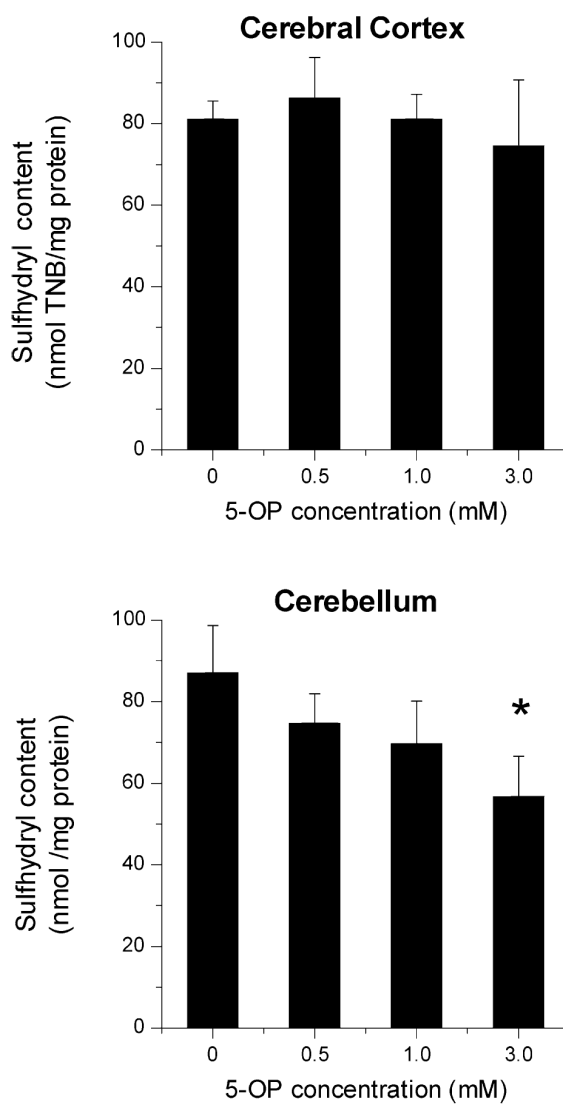 Cerebral Cortex
Sulfhydryl content
(nmol TNB/mg protein)
100
80
60
40
20
0
0 0.5 1.0 3.0
5-OP concentration (mM)
Cerebellum
Sulfhydryl content
(nmol /mg protein)
100
80
60
40
20
0
*
0 0.5 1.0 3.0
5-OP concentration (mM)